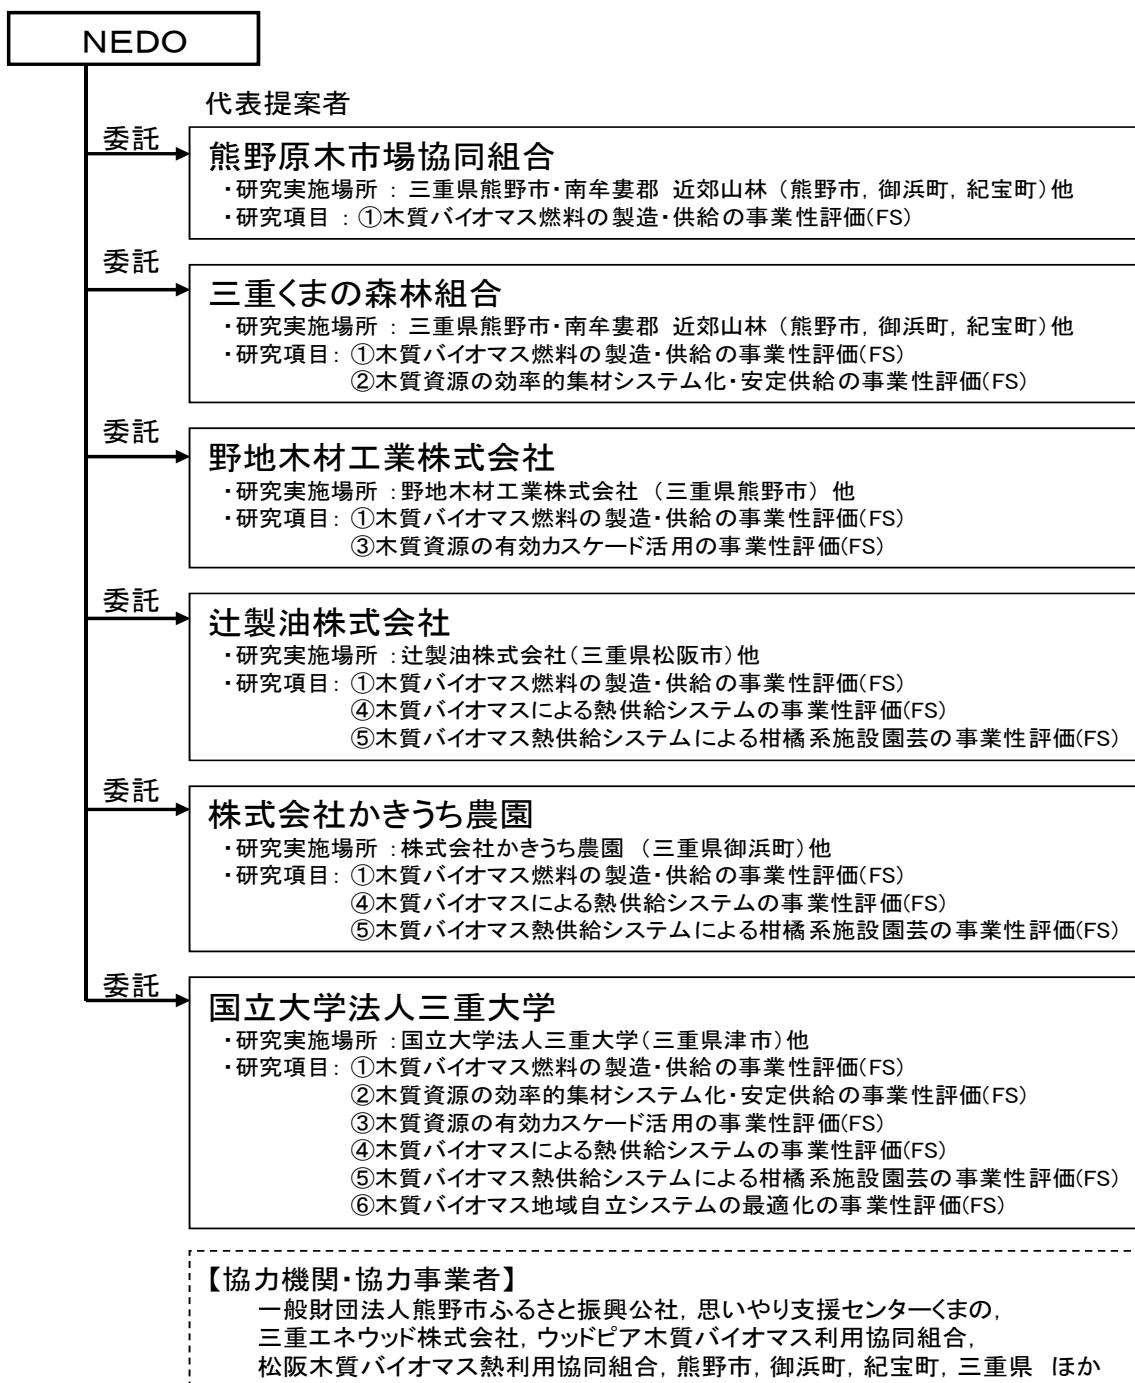 NEDO
代表提案者
委託
熊野原木市場協同組合
・研究実施場所 : 三重県熊野市・南牟婁郡 近郊山林 (熊野市, 御浜町, 紀宝町)他
・研究項目 : ①木質バイオマス燃料の製造・供給の事業性評価(FS)
委託
三重くまの森林組合
・研究実施場所 : 三重県熊野市・南牟婁郡 近郊山林 (熊野市, 御浜町, 紀宝町)他
・研究項目: ①木質バイオマス燃料の製造・供給の事業性評価(FS)
②木質資源の効率的集材システム化・安定供給の事業性評価(FS)
委託
野地木材工業株式会社
・研究実施場所 :野地木材工業株式会社 (三重県熊野市) 他
・研究項目: ①木質バイオマス燃料の製造・供給の事業性評価(FS)
③木質資源の有効カスケード活用の事業性評価(FS)
委託
辻製油株式会社
・研究実施場所 :辻製油株式会社(三重県松阪市)他
・研究項目: ①木質バイオマス燃料の製造・供給の事業性評価(FS)
④木質バイオマスによる熱供給システムの事業性評価(FS)
⑤木質バイオマス熱供給システムによる柑橘系施設園芸の事業性評価(FS)
委託
株式会社かきうち農園
・研究実施場所 :株式会社かきうち農園 (三重県御浜町)他
・研究項目: ①木質バイオマス燃料の製造・供給の事業性評価(FS)
④木質バイオマスによる熱供給システムの事業性評価(FS)
⑤木質バイオマス熱供給システムによる柑橘系施設園芸の事業性評価(FS)
委託
国立大学法人三重大学
・研究実施場所 :国立大学法人三重大学(三重県津市)他
・研究項目: ①木質バイオマス燃料の製造・供給の事業性評価(FS)
②木質資源の効率的集材システム化・安定供給の事業性評価(FS)
③木質資源の有効カスケード活用の事業性評価(FS)
④木質バイオマスによる熱供給システムの事業性評価(FS)
⑤木質バイオマス熱供給システムによる柑橘系施設園芸の事業性評価(FS)
⑥木質バイオマス地域自立システムの最適化の事業性評価(FS)
【協力機関・協力事業者】
一般財団法人熊野市ふるさと振興公社, 思いやり支援センターくまの,
三重エネウッド株式会社, ウッドピア木質バイオマス利用協同組合,
松阪木質バイオマス熱利用協同組合, 熊野市, 御浜町, 紀宝町, 三重県 ほか